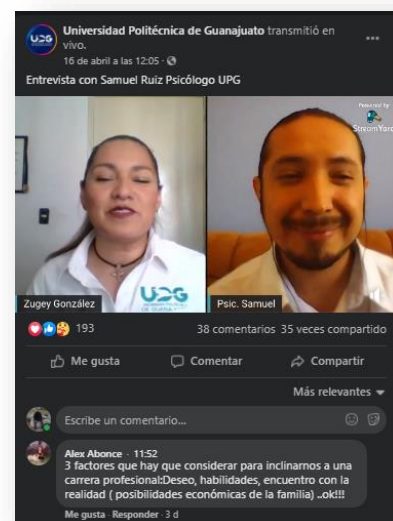 UPG
Universidad Politécnica de Guanajuato transmitió en
vivo.
16 de abril a las 12:05 ·
Entrevista con Samuel Ruiz Psicólogo UPG
Powered by
StreamYard
UPG
Zugey González
Psic. Samuel
193
38 comentarios 35 veces compartido
Me gusta
Comentar
Compartir
Más relevantes
Escribe un comentario...
Alex Abonce · 11:52
3 factores que hay que considerar para inclinarnos a una
carrera profesional:Deseo, habilidades, encuentro con la
realidad ( posibilidades económicas de la familia) ..ok!!!
Me gusta · Responder · 3 d